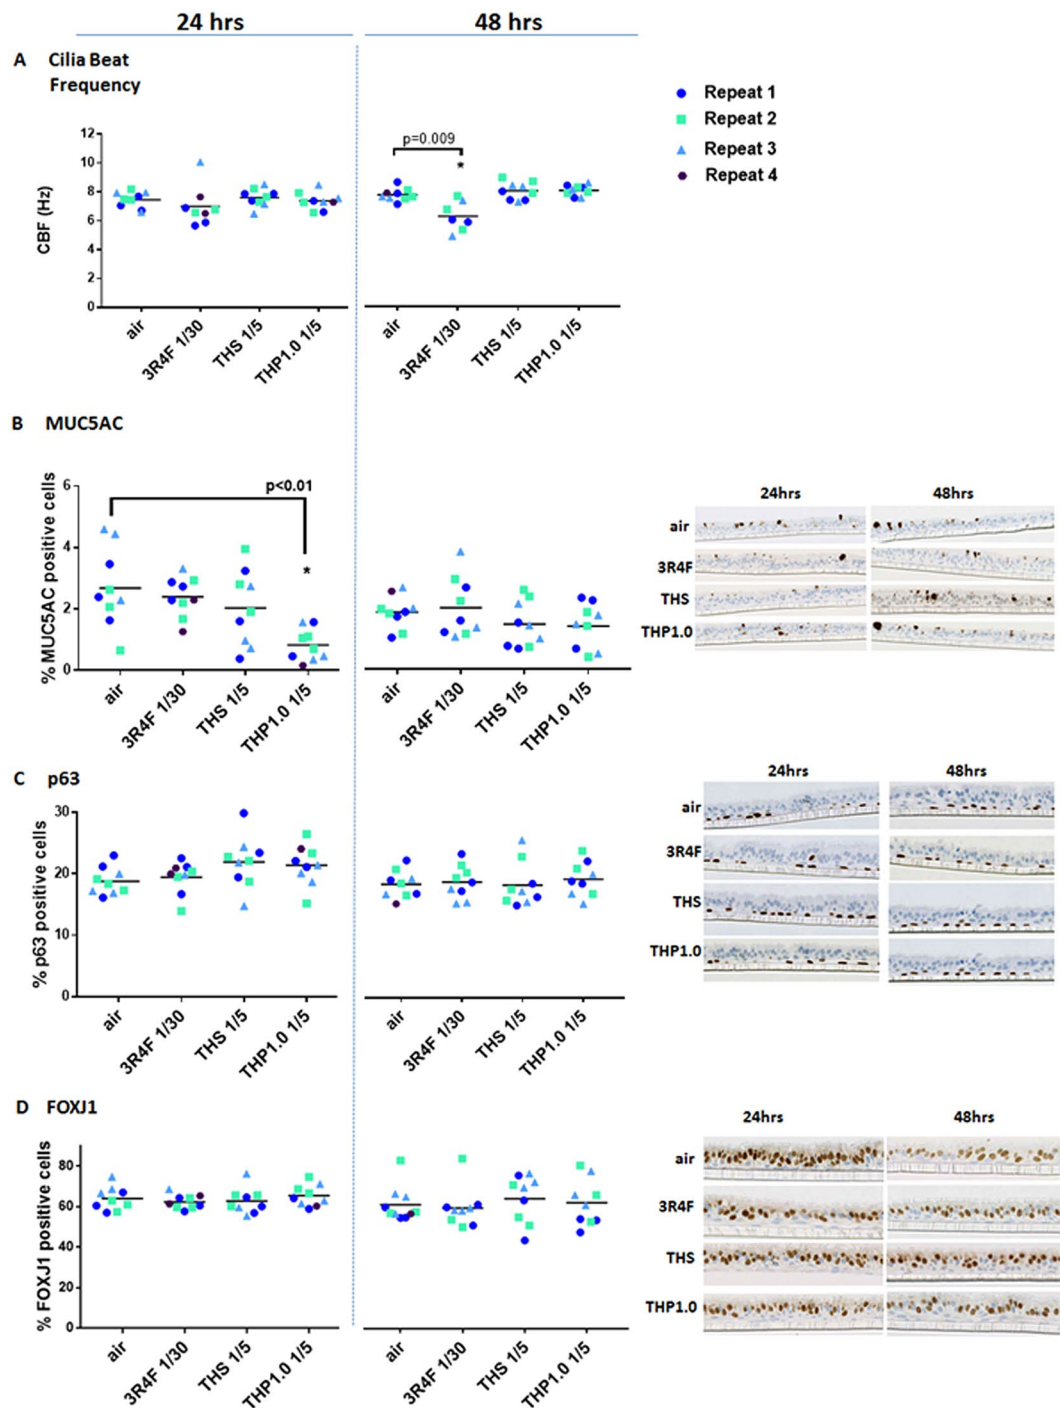 24 hrs
48 hrs
A Cilia Beat
Frequency
Repeat 1
Repeat 2
Repeat 3
Repeat 4
CBF (Hz)
12
10
8
6
4
2
0
p=0.009
*
air
3R4F 1/30
THS 1/5
THP1.0 1/5
air
3R4F 1/30
THS 1/5
THP1.0 1/5
B MUC5AC
% MUC5AC positive cells
6
4
2
0
p<0.01
*
air
3R4F 1/30
THS 1/5
THP1.0 1/5
air
3R4F 1/30
THS 1/5
THP1.0 1/5
24hrs
48hrs
air
3R4F
THS
THP1.0
C p63
% p63 positive cells
30
20
10
0
air
3R4F 1/30
THS 1/5
THP1.0 1/5
air
3R4F 1/30
THS 1/5
THP1.0 1/5
24hrs
48hrs
air
3R4F
THS
THP1.0
D FOXJ1
% FOXJ1 positive cells
80
60
40
20
0
air
3R4F 1/30
THS 1/5
THP1.0 1/5
air
3R4F 1/30
THS 1/5
THP1.0 1/5
24hrs
48hrs
air
3R4F
THS
THP1.0